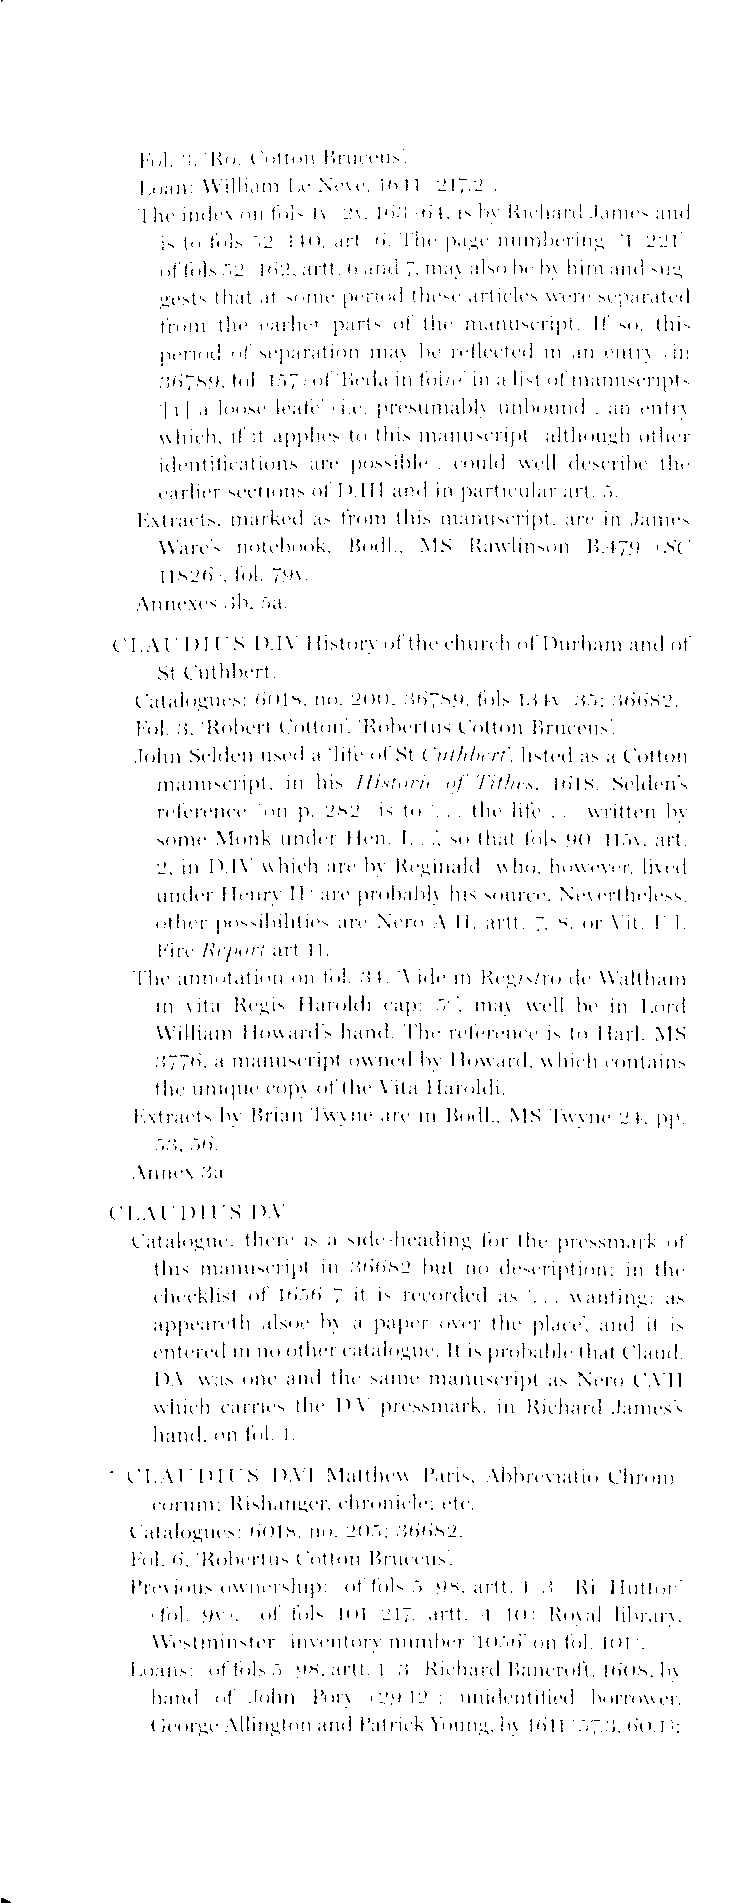 Fol. 3, 'Ro. Cotton Bruceus'.
Loan: William Le Neve, 1641 (217.2).
The index on fols 1v–2v, 163–64, is by Richard James and
is to fols 52–140, art. 6. The page numbering '1–221'
of fols 52–162, artt. 6 and 7, may also be by him and sug-
gests that at some period these articles were separated
from the earlier parts of the manuscript. If so, this
period of separation may be reflected in an entry (in
36789, fol. 157) of 'Beda in folio' in a list of manuscripts
'[i] a loose leafe' (i.e. presumably unbound), an entry
which, if it applies to this manuscript (although other
identifications are possible), could well describe the
earlier sections of D.III and in particular art. 5.
Extracts, marked as from this manuscript, are in James
Ware's notebook, Bodl., MS Rawlinson B.479 (SC
11826), fol. 79v.
Annexes 3b, 5a.
CLAUDIUS D.IV History of the church of Durham and of
St Cuthbert.
Catalogues: 6018, no. 200; 36789, fols 134v–35; 36682.
Fol. 3, 'Robert Cotton', 'Robertus Cotton Bruceus'.
John Selden used a 'life of St Cuthbert', listed as a Cotton
manuscript, in his Historie of Tithes, 1618. Selden's
reference (on p. 282) is to '. . . the life . . . written by
some Monk under Hen. I . . .', so that fols 90–115v, art.
2, in D.IV (which are by Reginald (who, however, lived
under Henry II)) are probably his source. Nevertheless,
other possibilities are Nero A.II, artt. 7, 8, or Vit. F.I,
Fire Report art 11.
The annotation on fol. 34, 'Vide in Registro de Waltham
in vita Regis Haroldi cap: 5º', may well be in Lord
William Howard's hand. The reference is to Harl. MS
3776, a manuscript owned by Howard, which contains
the unique copy of the Vita Haroldi.
Extracts by Brian Twyne are in Bodl., MS Twyne 24, pp.
53, 56.
Annex 3a
CLAUDIUS D.V
Catalogue: there is a side-heading for the pressmark of
this manuscript in 36682 but no description; in the
checklist of 1656–7 it is recorded as '. . . wanting: as
appeareth alsoe by a paper over the place', and it is
entered in no other catalogue. It is probable that Claud.
D.V was one and the same manuscript as Nero C.VII
which carries the D.V pressmark, in Richard James's
hand, on fol. 1.
* CLAUDIUS D.VI Matthew Paris, Abbreviatio Chroni-
corum; Rishanger, chronicle; etc.
Catalogues: 6018, no. 205; 36682.
Fol. 6, 'Robertus Cotton Bruceus'.
Previous ownership: (of fols 5–98, artt. 1–3) 'Ri. Hutton'
(fol. 9v); (of fols 101–217, artt. 4–10) Royal library,
Westminster (inventory number '1056' on fol. 101).
Loans: (of fols 5–98, artt. 1–3) Richard Bancroft, 1608, by
hand of John Pory (29.12); unidentified borrower,
George Allington and Patrick Young, by 1611 (57.3, 60.1);